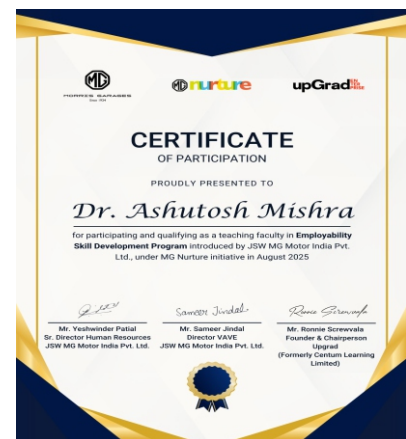 MG
MORRIS GARAGES
Since 1924
MG nurture
upGrad
CERTIFICATE
OF PARTICIPATION
PROUDLY PRESENTED TO
Dr. Ashutosh Mishra
for participating and qualifying as a teaching faculty in Employability
Skill Development Program introduced by JSW MG Motor India Pvt.
Ltd., under MG Nurture initiative in August 2025
Sameer Jindal
Ronnie Screwvala
Mr. Yeshwinder Patial
Sr. Director Human Resources
JSW MG Motor India Pvt. Ltd.
Mr. Sameer Jindal
Director VAVE
JSW MG Motor India Pvt. Ltd.
Mr. Ronnie Screwvala
Founder & Chairperson
Upgrad
(Formerly Centum Learning
Limited)